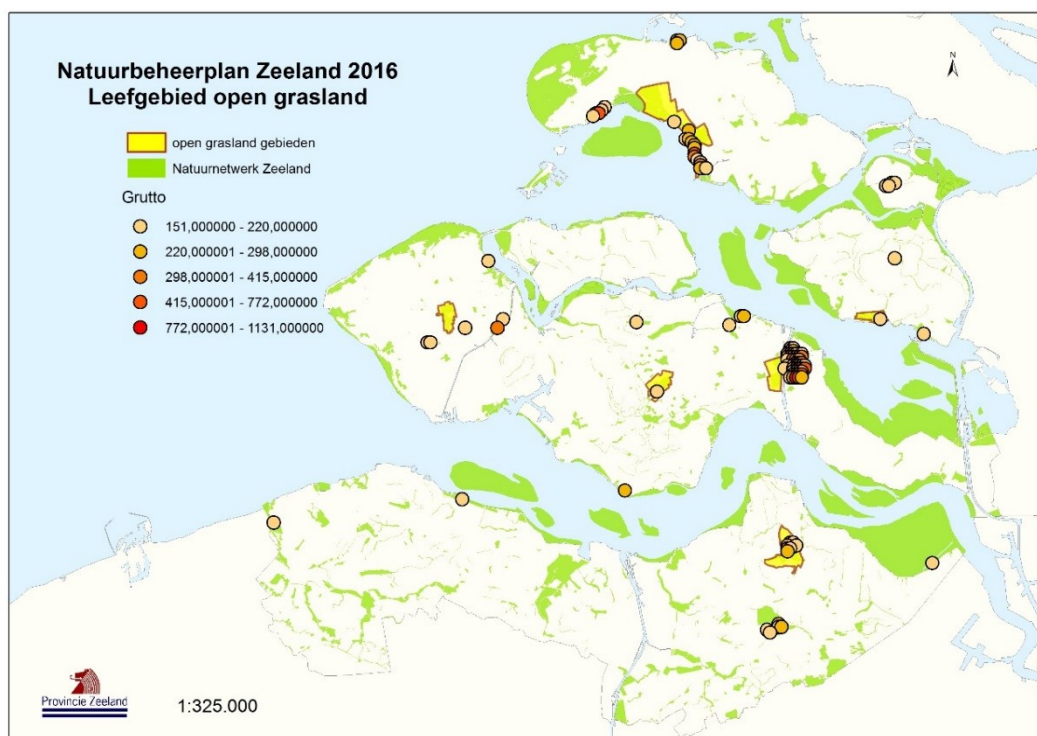 Natuurbeheerplan Zeeland 2016
Leefgebied open grasland
N
open grasland gebieden
Natuurnetwerk Zeeland
Grutto
151,000000 - 220,000000
220,000001 - 298,000000
298,000001 - 415,000000
415,000001 - 772,000000
772,000001 - 1131,000000
Provincie Zeeland
1:325.000